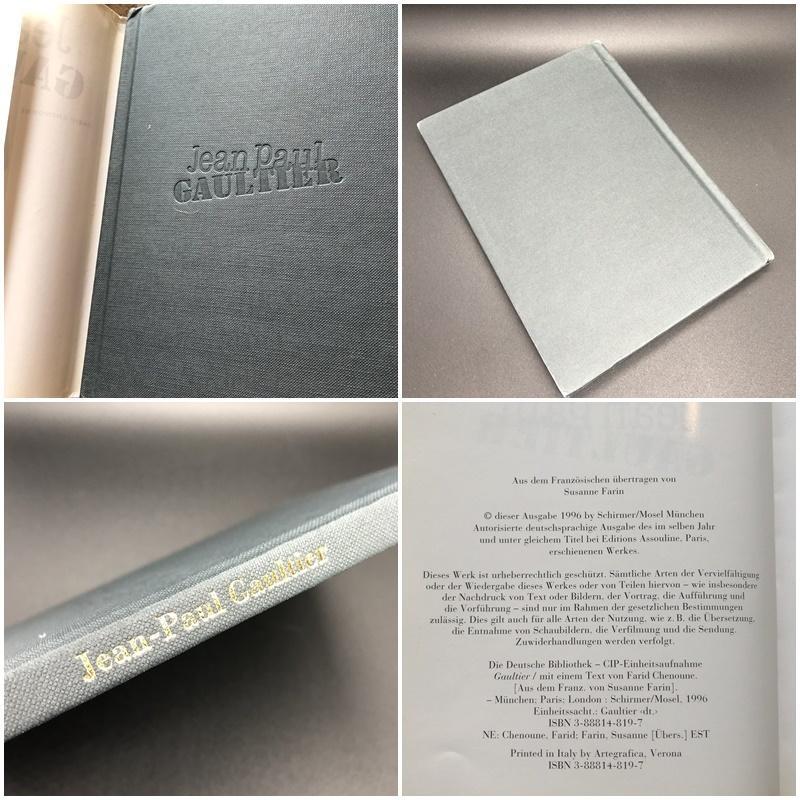 Jean Paul
GAULTIER
Jean-Paul Gaultier
Aus dem Französischen übertragen von
Susanne Farin
© dieser Ausgabe 1996 by Schirmer/Mosel München
Autorisierte deutschsprachige Ausgabe des im selben Jahr
und unter gleichem Titel bei Editions Assouline, Paris,
erschienenen Werkes.
Dieses Werk ist urheberrechtlich geschützt. Sämtliche Arten der Vervielfältigung
oder der Wiedergabe dieses Werkes oder von Teilen hiervon – wie insbesondere
der Nachdruck von Text oder Bildern, der Vortrag, die Aufführung und
die Vorführung – sind nur im Rahmen der gesetzlichen Bestimmungen
zulässig. Dies gilt auch für alle Arten der Nutzung, wie z. B. die Übersetzung,
die Entnahme von Schaubildern, die Verfilmung und die Sendung.
Zuwiderhandlungen werden verfolgt.
Die Deutsche Bibliothek – CIP-Einheitsaufnahme
Gaultier / mit einem Text von Farid Chenoune.
[Aus dem Franz. von Susanne Farin].
– München; Paris; London : Schirmer/Mosel, 1996
Einheitssacht.: Gaultier ‹dt.›
ISBN 3-88814-819-7
NE: Chenoune, Farid; Farin, Susanne [Übers.] EST
Printed in Italy by Artegrafica, Verona
ISBN 3-88814-819-7